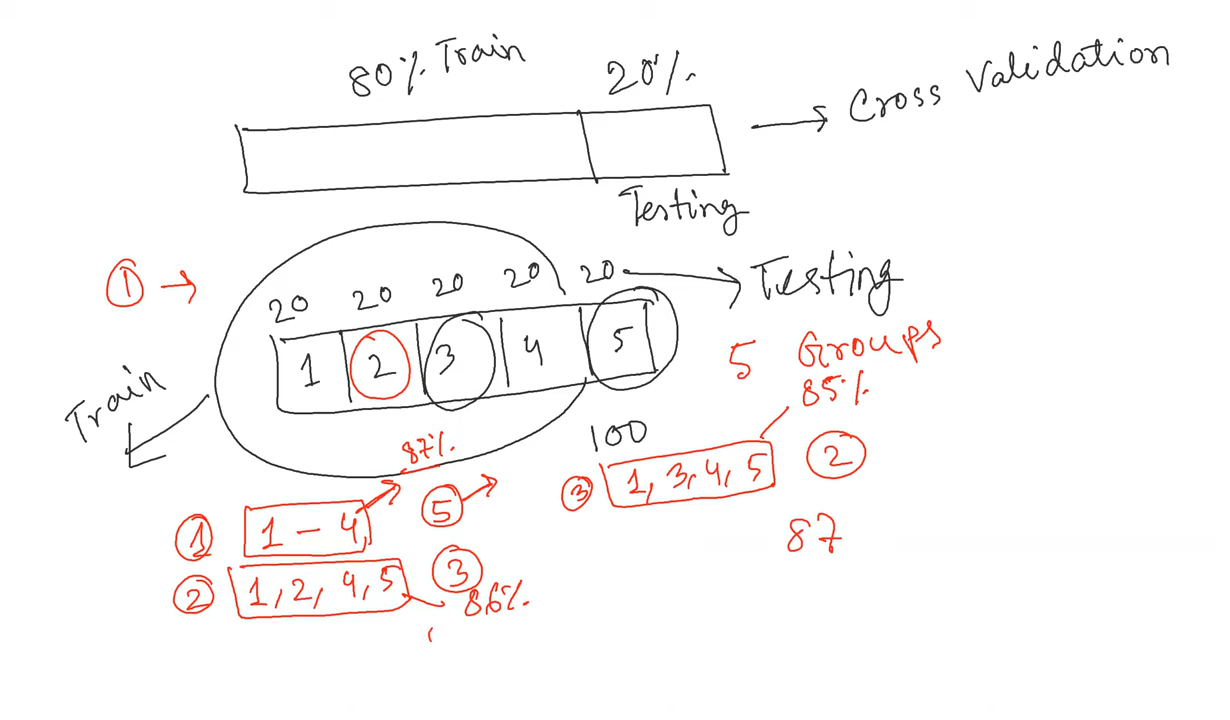 80% Train
20%
Cross Validation
Testing
1
20 20 20 20 20
Testing
1 2 3 4 5
Train
5 Groups
85%
100
87%
3 1, 3, 4, 5 2
1 1 - 4, 5
87
2 1, 2, 4, 5 3
86%